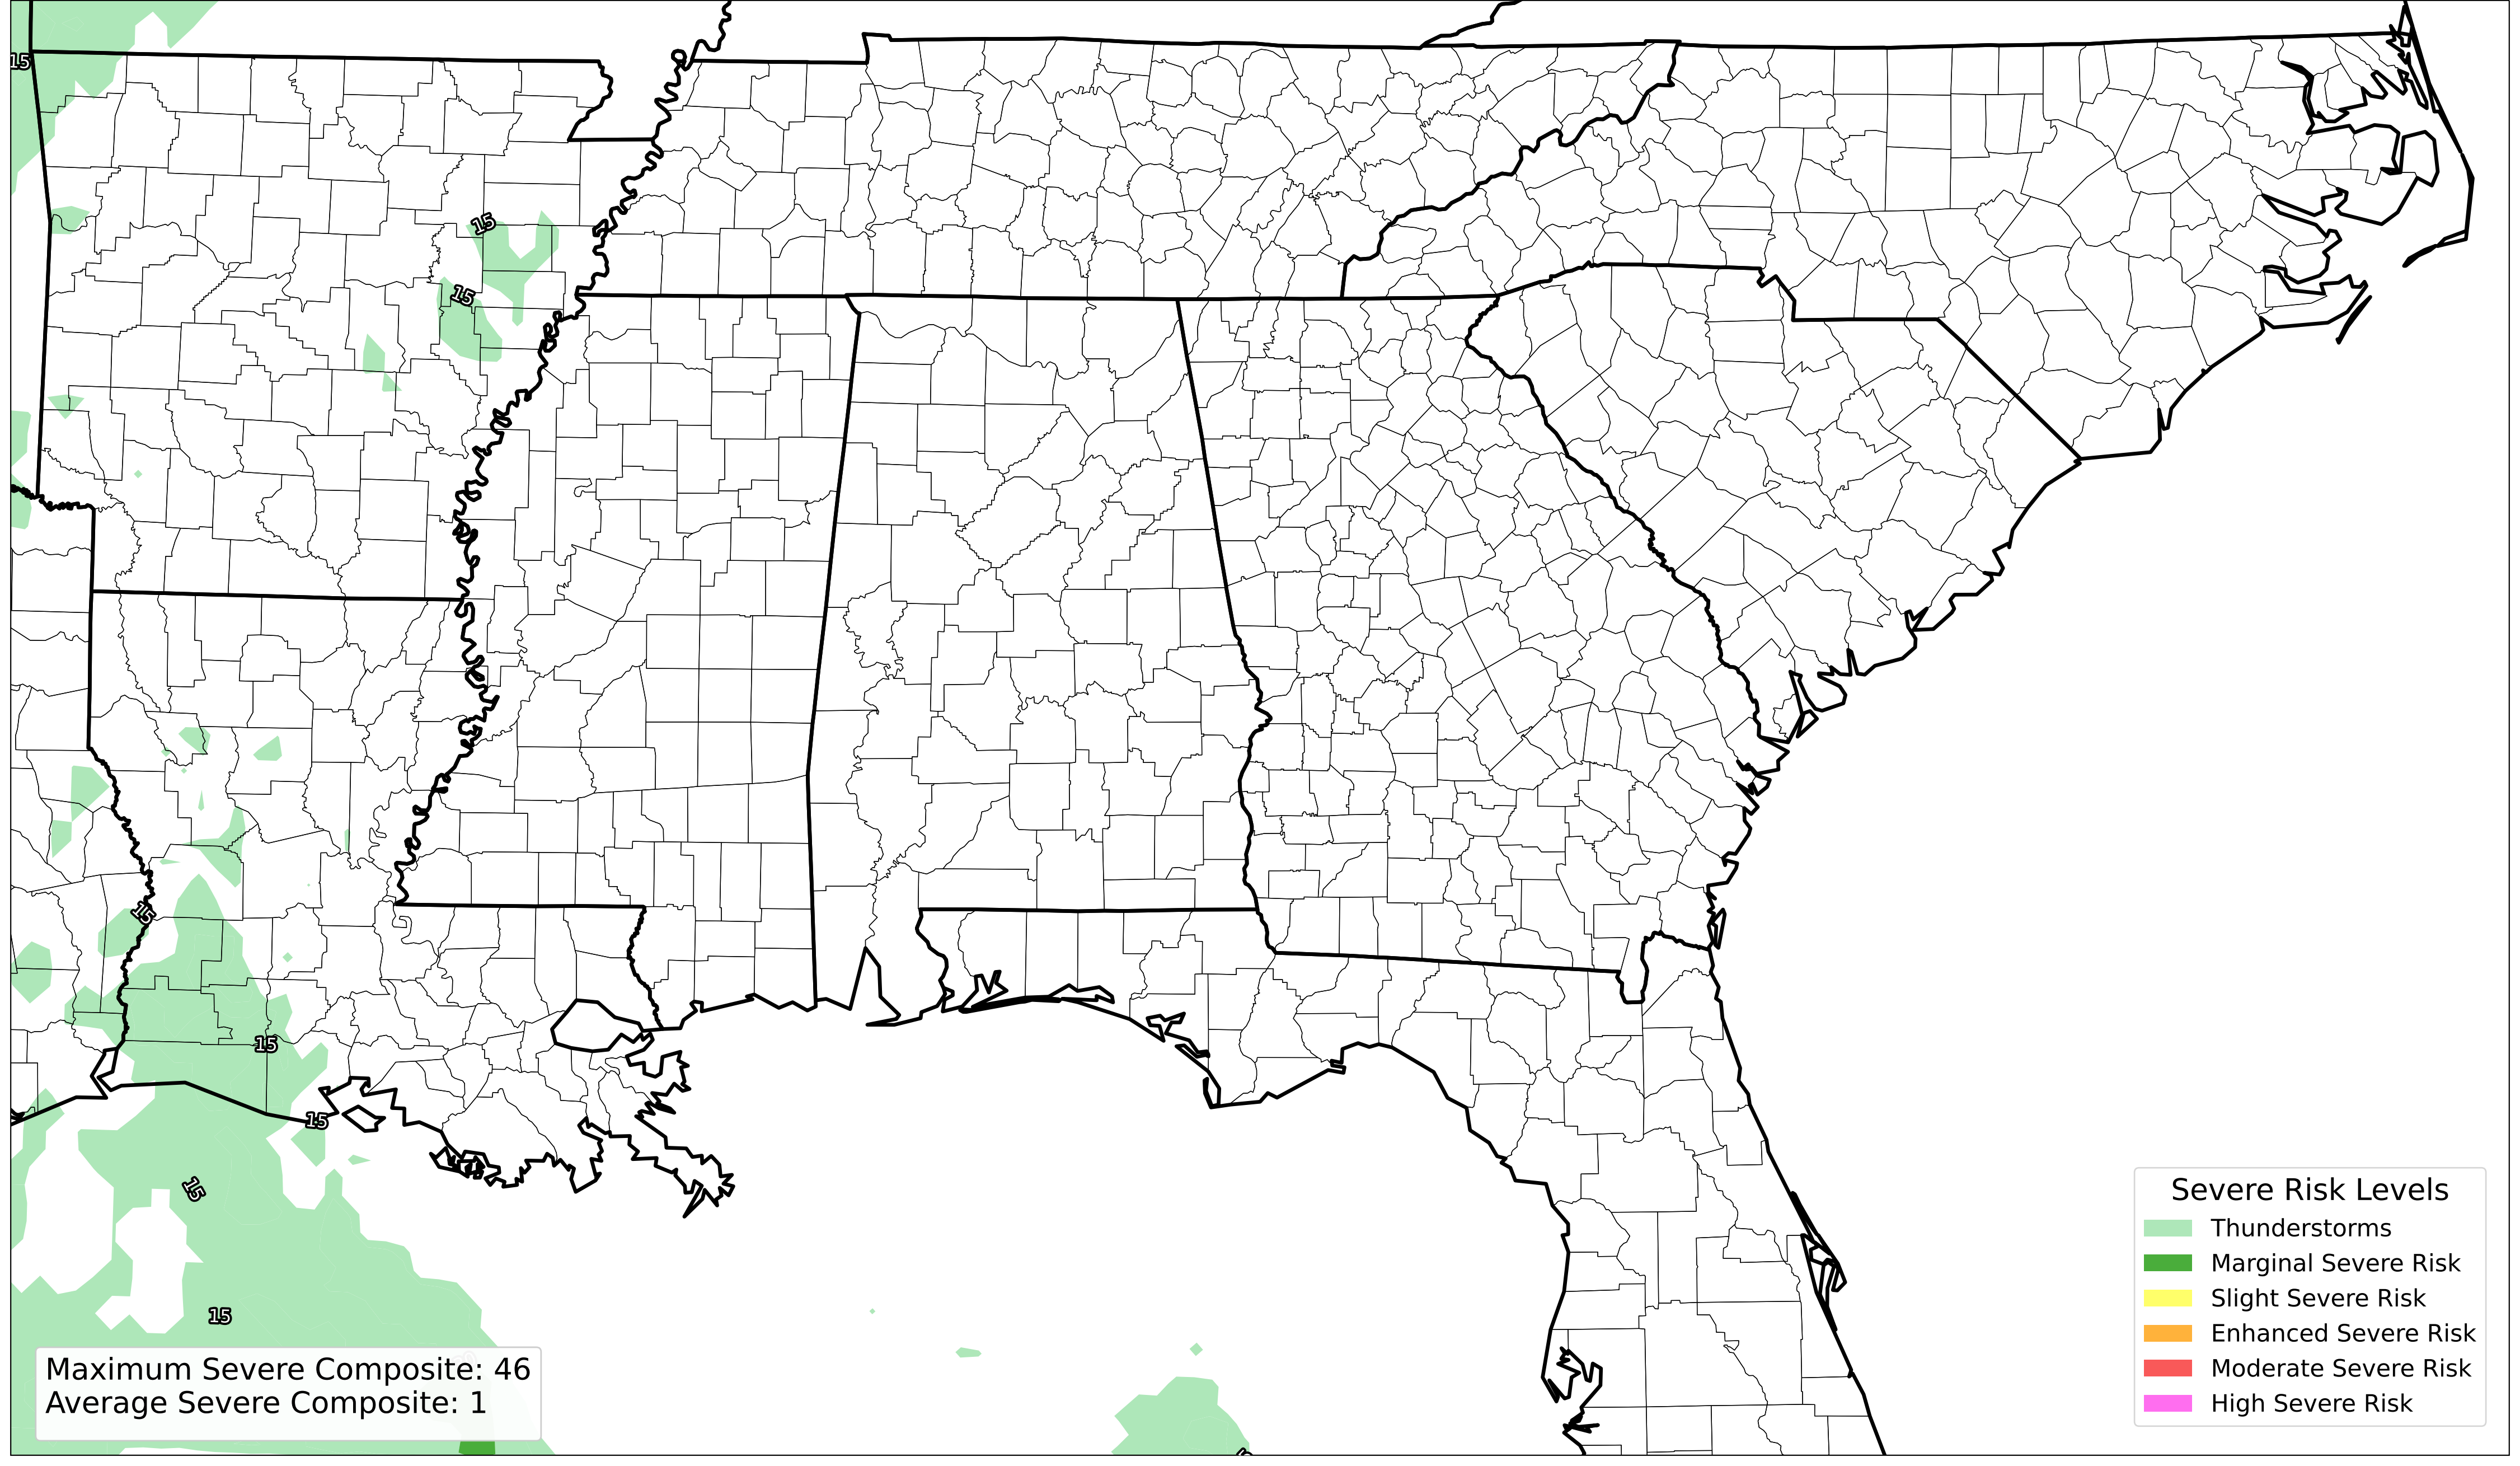 15
15
15
15
15
15
15
15
Severe Risk Levels
Thunderstorms
Marginal Severe Risk
Slight Severe Risk
Enhanced Severe Risk
Moderate Severe Risk
High Severe Risk
Maximum Severe Composite: 46
Average Severe Composite: 1